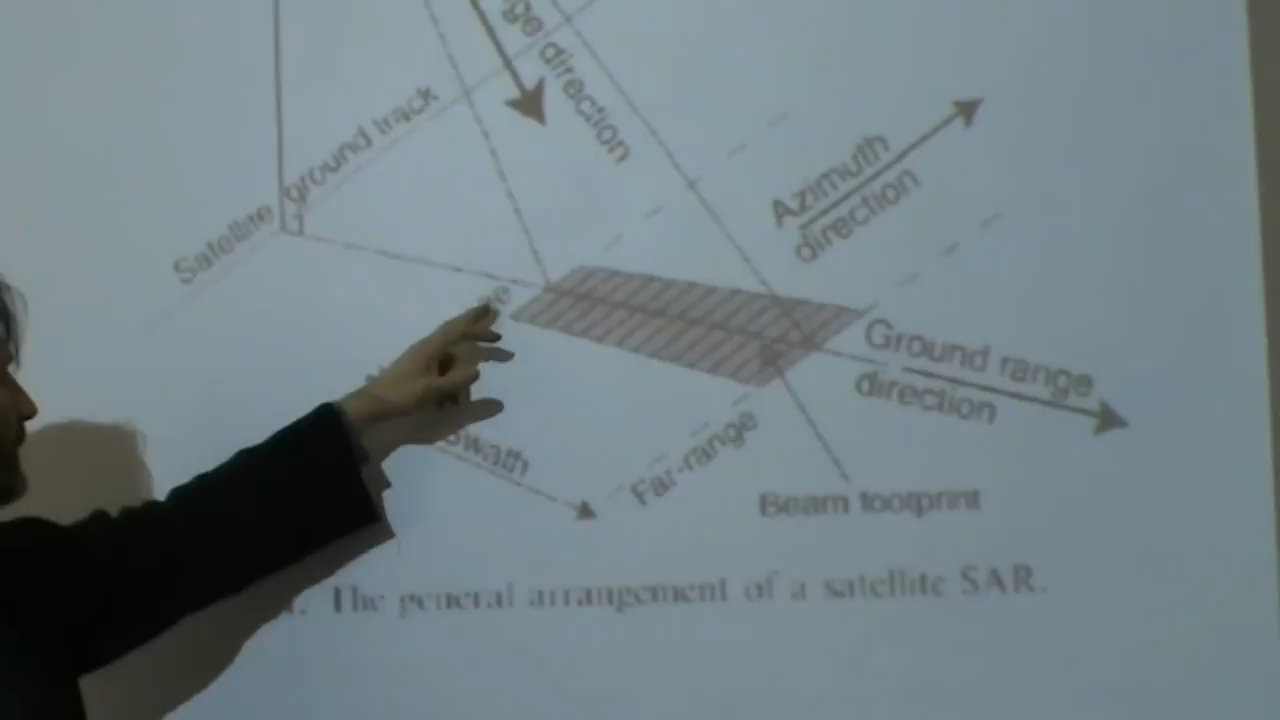 direction
Satellite ground track
Azimuth
direction
Ground range
direction
Swath
Far-range
Beam footprint
The general arrangement of a satellite SAR.